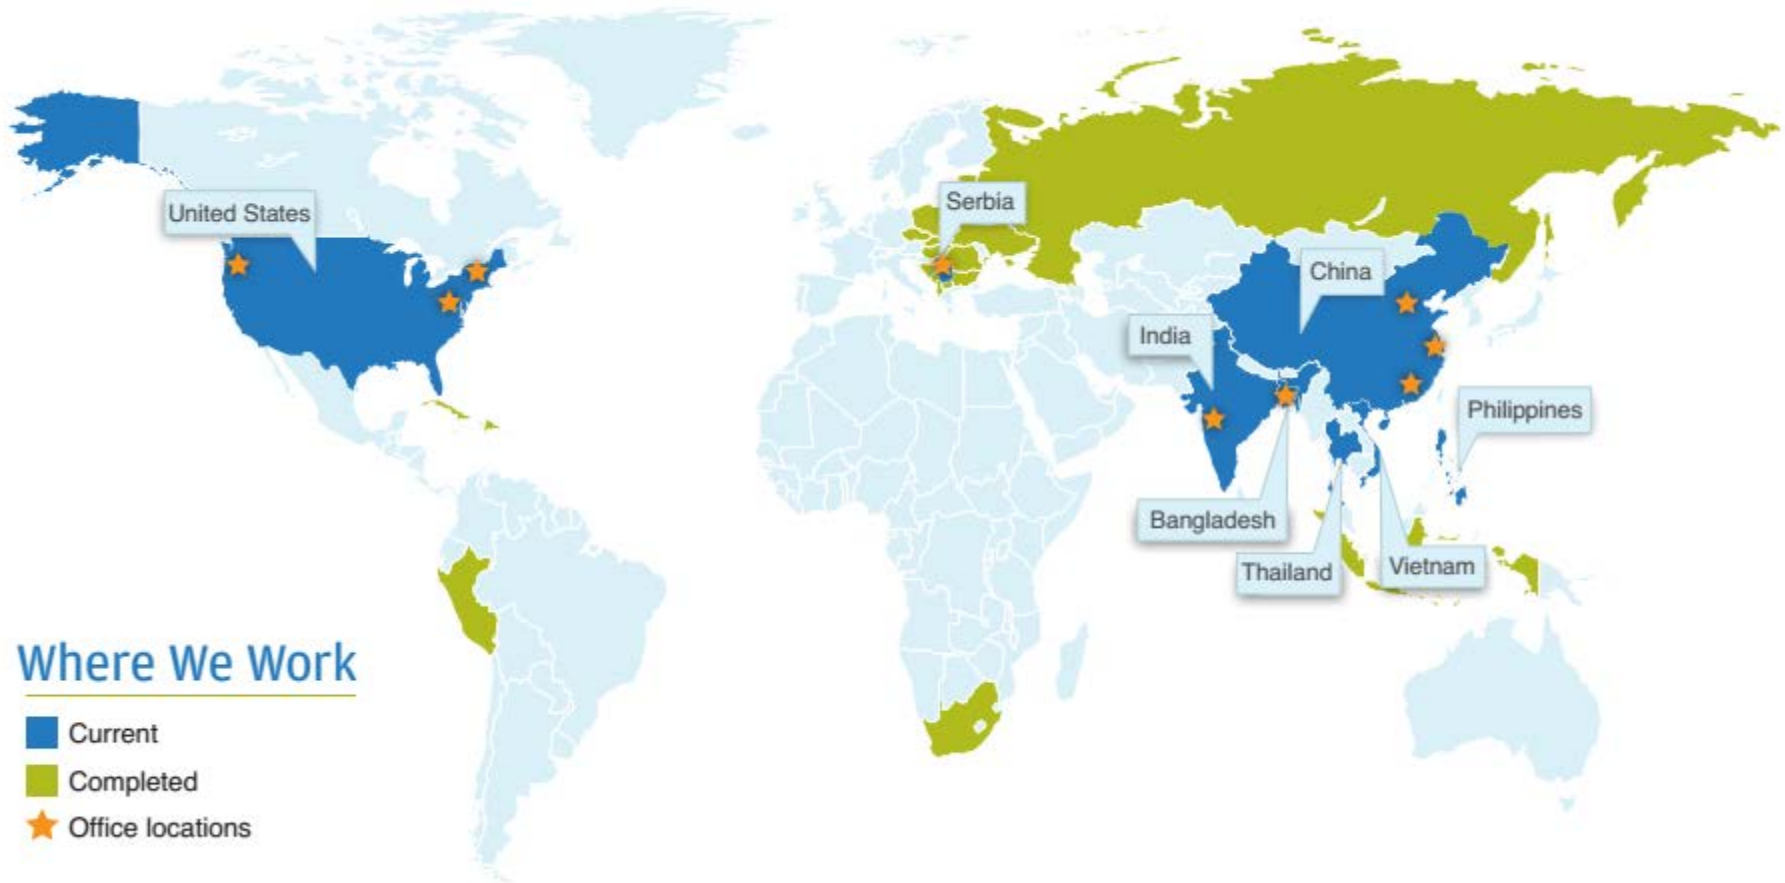 United States
Serbia
China
India
Philippines
Bangladesh
Thailand
Vietnam
Where We Work
Current
Completed
Office locations